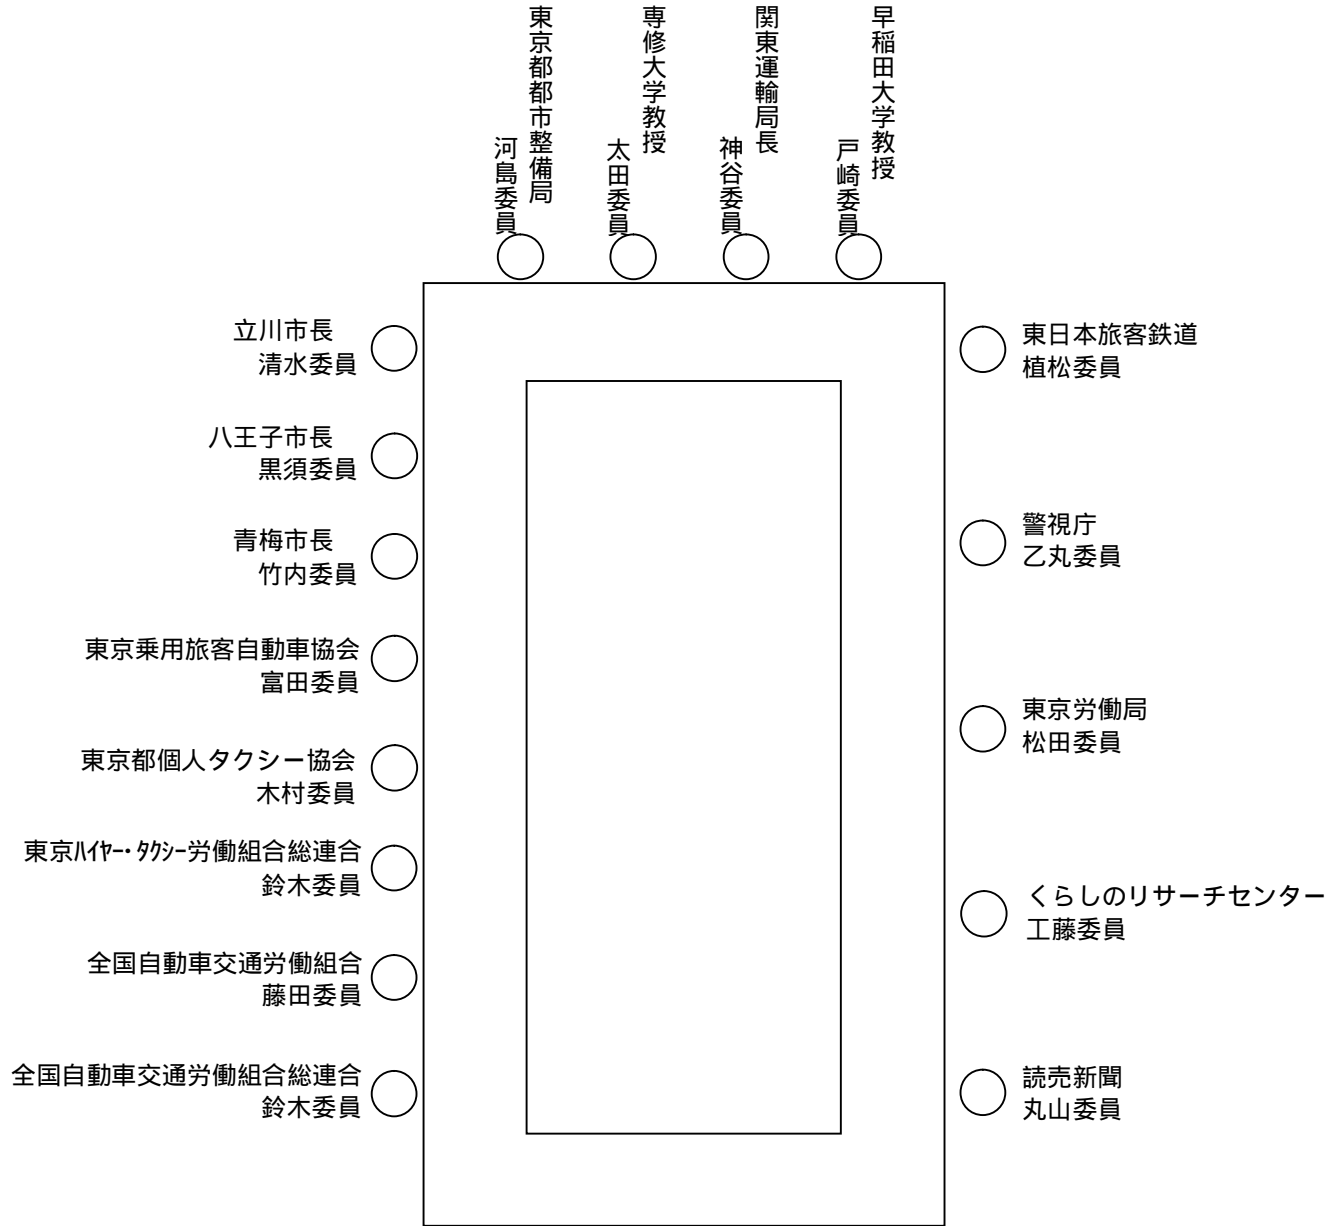 東京都都市整備局
河島委員
専修大学教授
太田委員
関東運輸局長
神谷委員
早稲田大学教授
戸崎委員
立川市長
清水委員
八王子市長
黒須委員
青梅市長
竹内委員
東京乗用旅客自動車協会
富田委員
東京都個人タクシー協会
木村委員
東京ﾊｲﾔｰ・ﾀｸｼｰ労働組合総連合
鈴木委員
全国自動車交通労働組合
藤田委員
全国自動車交通労働組合総連合
鈴木委員
東日本旅客鉄道
植松委員
警視庁
乙丸委員
東京労働局
松田委員
くらしのリサーチセンター
工藤委員
読売新聞
丸山委員